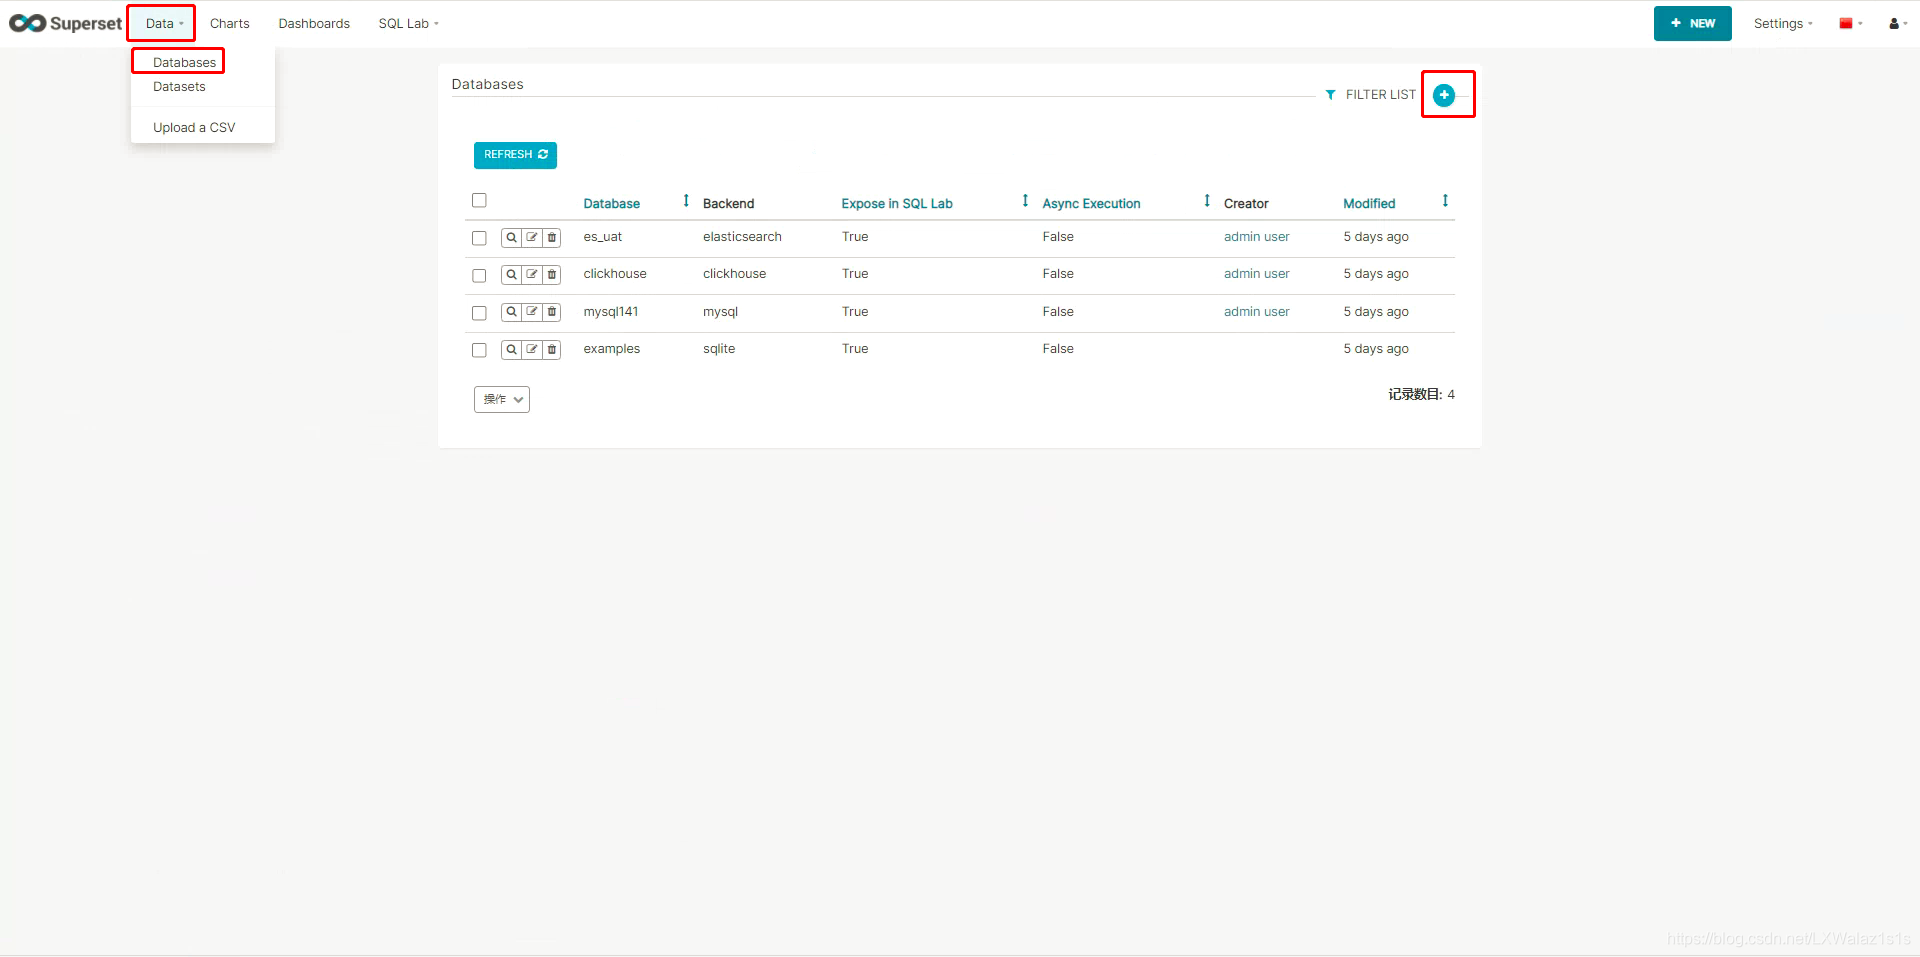 Superset Data Charts Dashboards SQL Lab NEW Settings
Databases
Datasets
Upload a CSV
Databases
FILTER LIST
REFRESH
Database Backend Expose in SQL Lab Async Execution Creator Modified
es_uat elasticsearch True False admin user 5 days ago
clickhouse clickhouse True False admin user 5 days ago
mysql141 mysql True False admin user 5 days ago
examples sqlite True False 5 days ago
操作
记录数目: 4
https://blog.csdn.net/LXWalaz1s1s